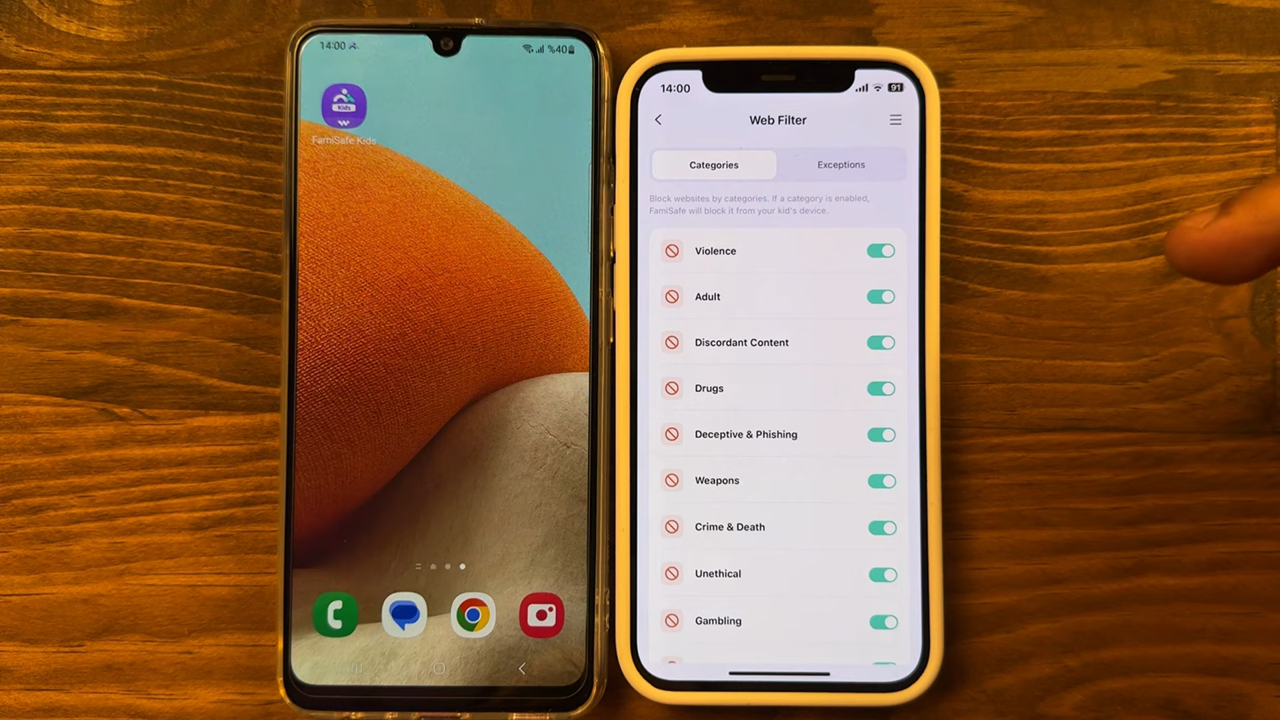 14:00
%40
Kids
FamiSafe Kids
14:00
91
Web Filter
Categories
Exceptions
Block websites by categories. If a category is enabled,
FamiSafe will block it from your kid's device.
Violence
Adult
Discordant Content
Drugs
Deceptive & Phishing
Weapons
Crime & Death
Unethical
Gambling